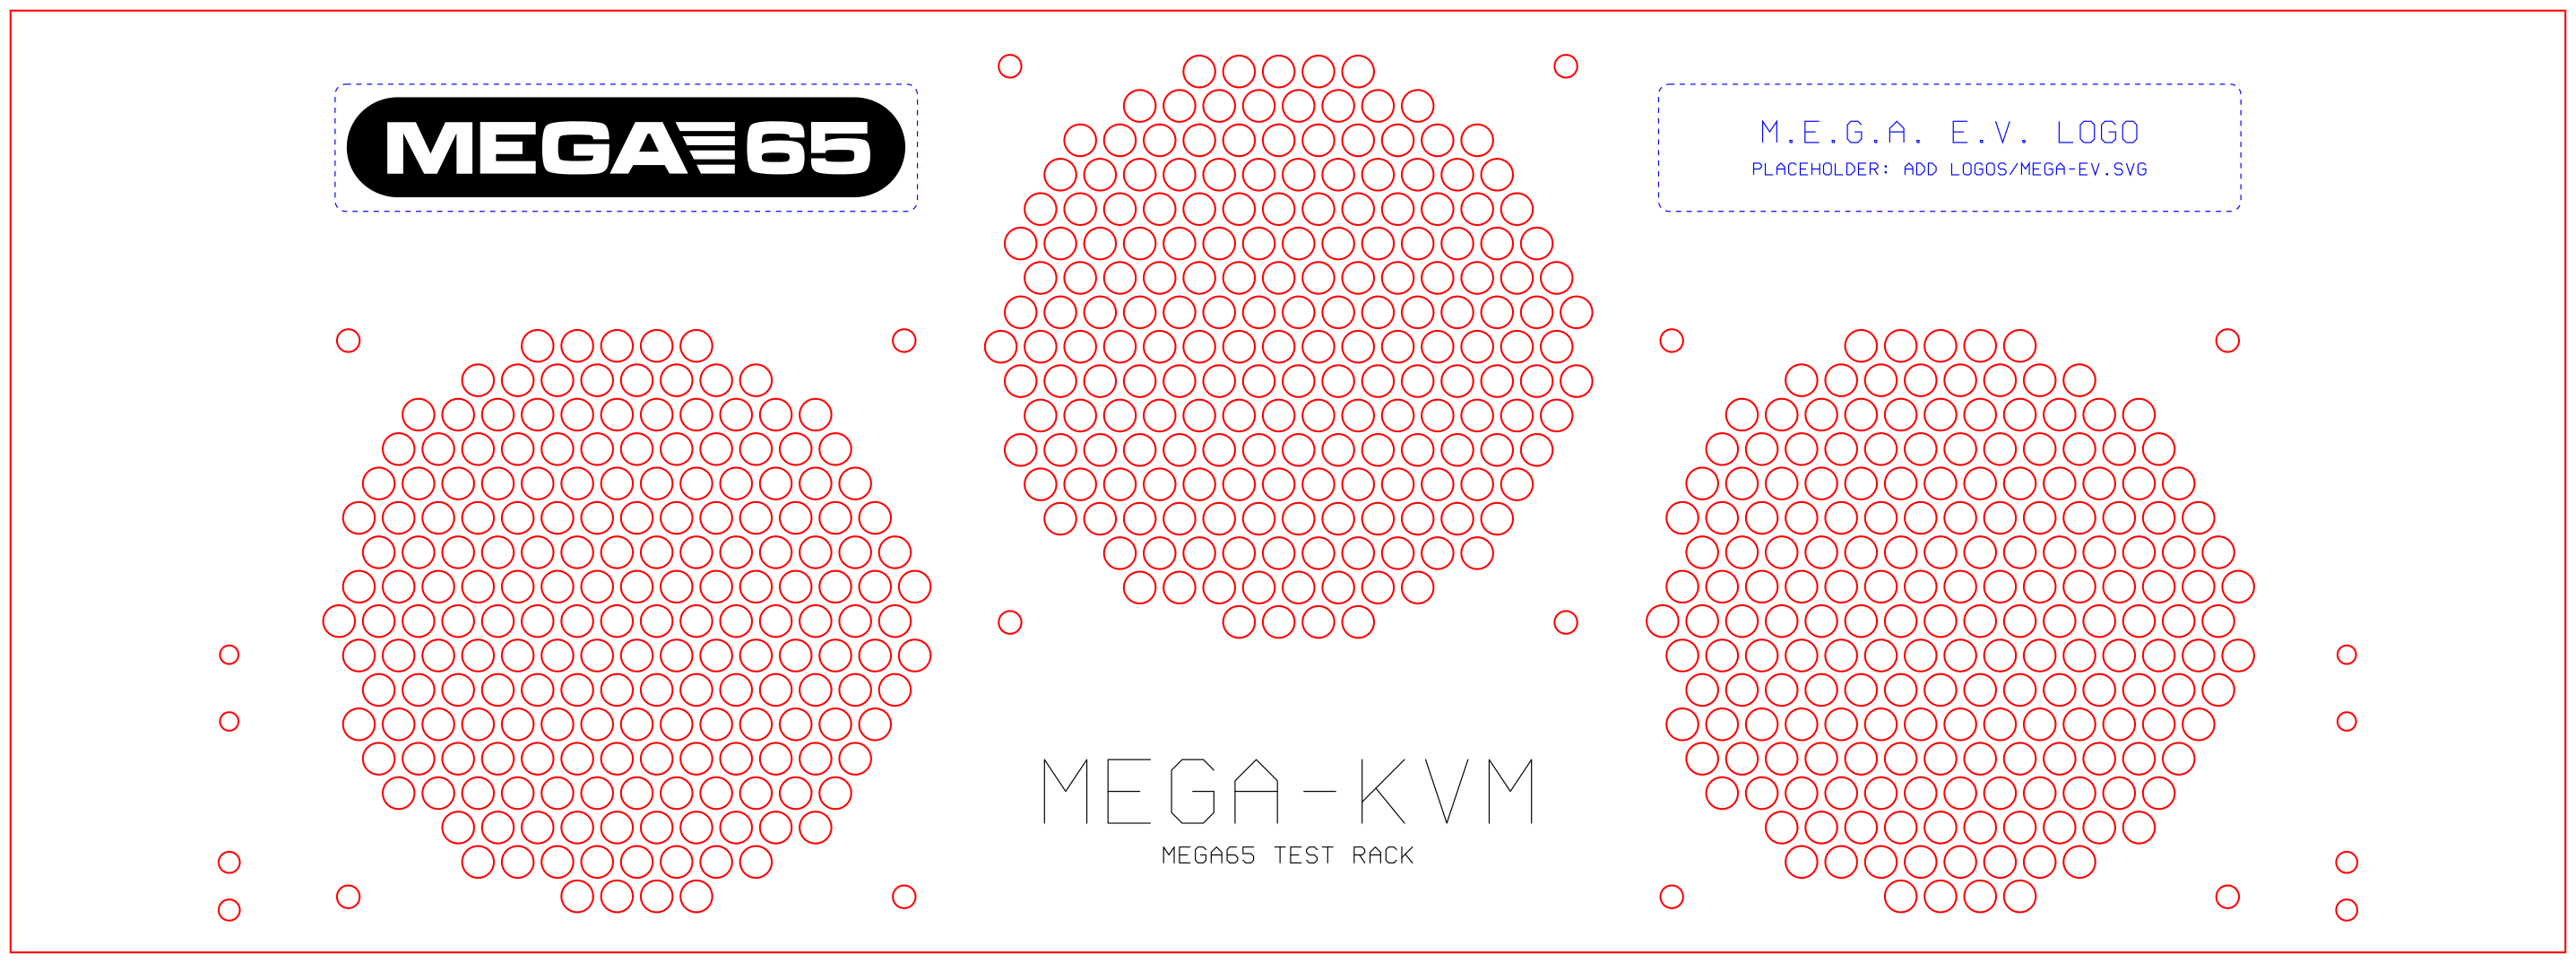 MEGA65
M.E.G.A. E.V. LOGO
PLACEHOLDER: ADD LOGOS/MEGA-EV.SVG
MEGA-KVM
MEGA65 TEST RACK